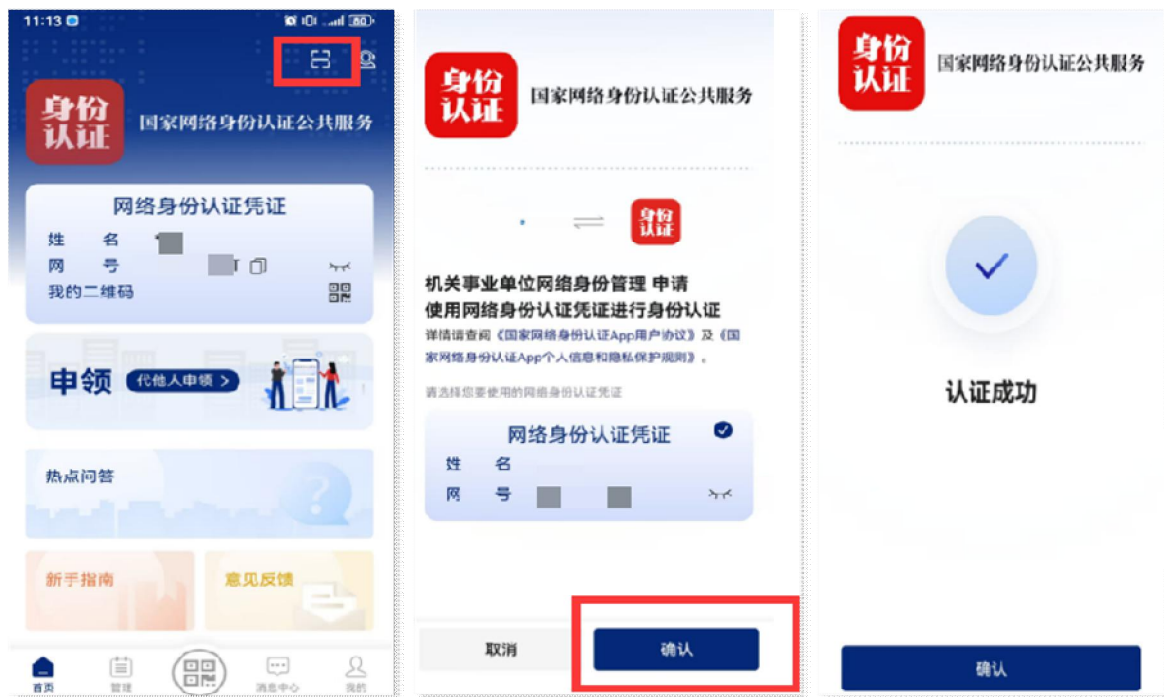 11:13
80
身份
认证
国家网络身份认证公共服务
网络身份认证凭证
姓 名
网 号
我的二维码
申领
代他人申领 >
热点问答
新手指南
意见反馈
首页
管理
消息中心
我的
身份
认证
国家网络身份认证公共服务
身份
认证
机关事业单位网络身份管理 申请
使用网络身份认证凭证进行身份认证
详情请查阅《国家网络身份认证App用户协议》及《国
家网络身份认证App个人信息和隐私保护规则》。
请选择您要使用的网络身份认证凭证
网络身份认证凭证
姓 名
网 号
取消
确认
身份
认证
国家网络身份认证公共服务
认证成功
确认